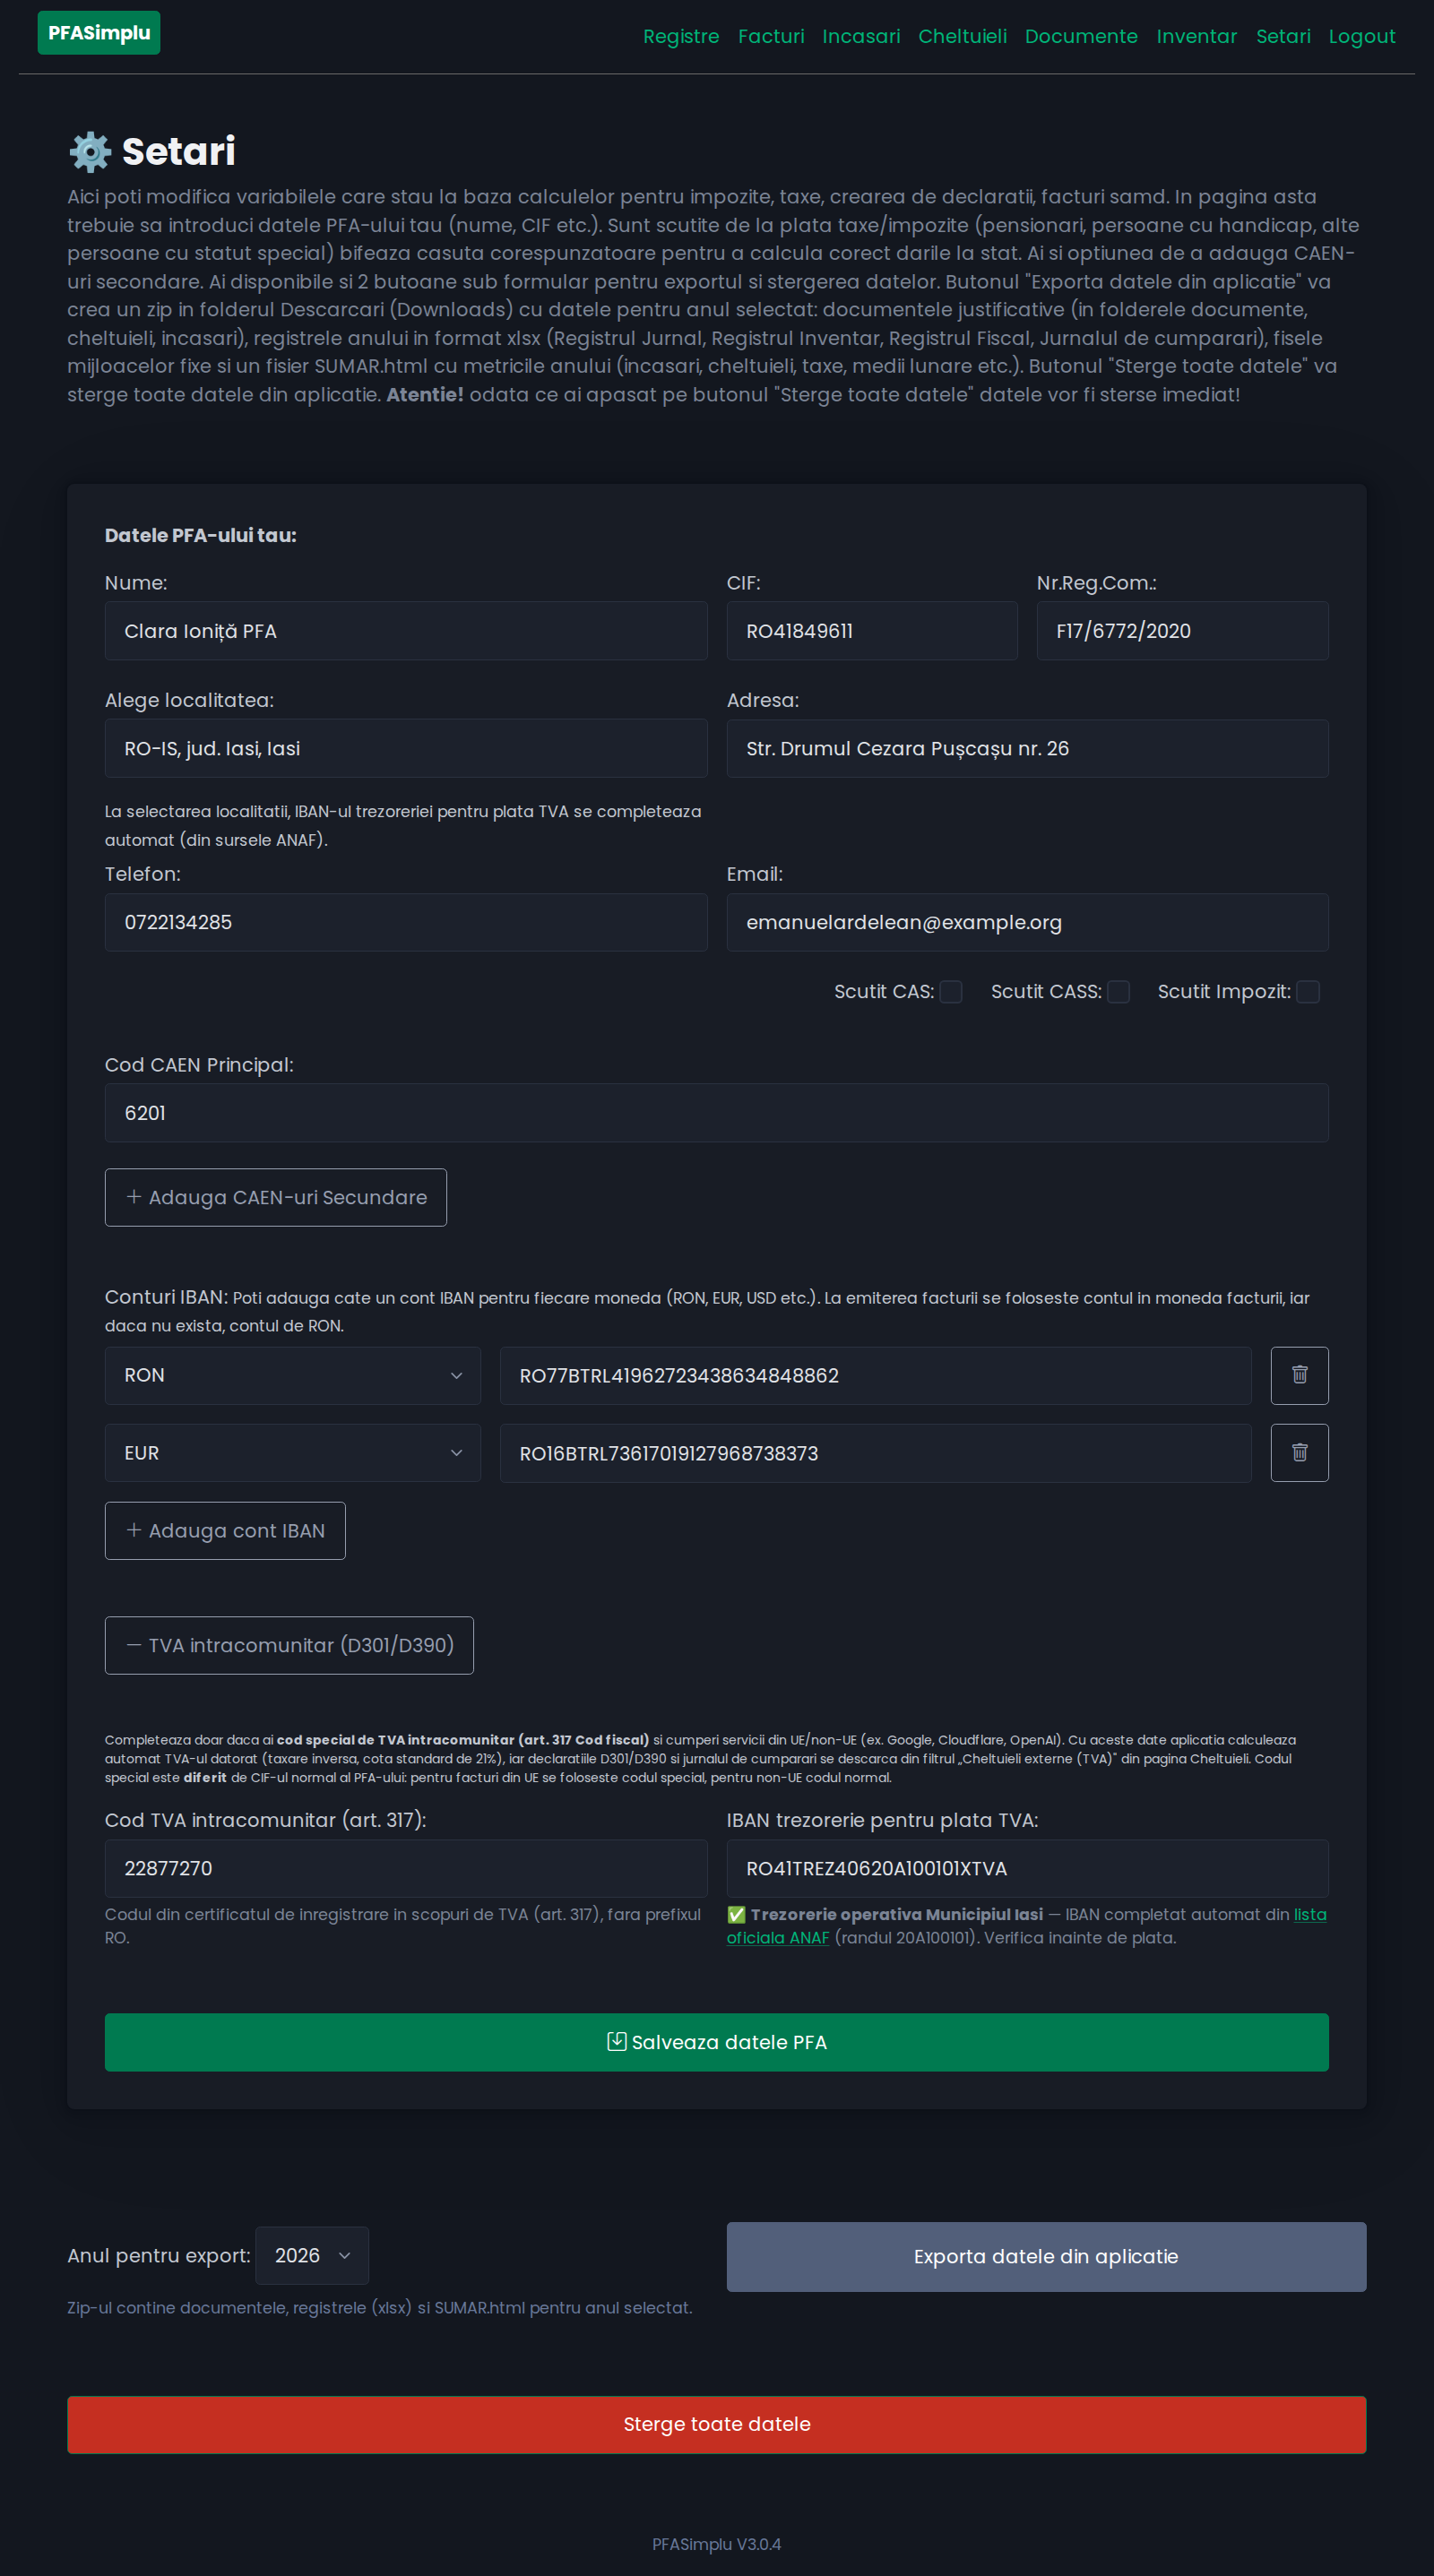 PFASimplu
Registre Facturi Incasari Cheltuieli Documente Inventar Setari Logout
Setari
Aici poti modifica variabilele care stau la baza calculelor pentru impozite, taxe, crearea de declaratii, facturi samd. In pagina asta
trebuie sa introduci datele PFA-ului tau (nume, CIF etc.). Sunt scutite de la plata taxe/impozite (pensionari, persoane cu handicap, alte
persoane cu statut special) bifeaza casuta corespunzatoare pentru a calcula corect darile la stat. Ai si optiunea de a adauga CAEN-
uri secondare. Ai disponibile si 2 butoane sub formular pentru exportul si stergerea datelor. Butonul "Exporta datele din aplicatie" va
crea un zip in folderul Descarcari (Downloads) cu datele pentru anul selectat: documentele justificative (in folderele documente,
cheltuieli, incasari), registrele anului in format xlsx (Registrul Jurnal, Registrul Inventar, Registrul Fiscal, Jurnalul de cumparari), fisele
mijloacelor fixe si un fisier SUMAR.html cu metricile anului (incasari, cheltuieli, taxe, medii lunare etc.). Butonul "Sterge toate datele" va
sterge toate datele din aplicatie. Atentie! odata ce ai apasat pe butonul "Sterge toate datele" datele vor fi sterse imediat!
Datele PFA-ului tau:
Nume: CIF: Nr.Reg.Com.:
Clara Ioniță PFA RO41849611 F17/6772/2020
Alege localitatea: Adresa:
RO-IS, jud. Iasi, Iasi Str. Drumul Cezara Pușcașu nr. 26
La selectarea localitatii, IBAN-ul trezoreriei pentru plata TVA se completeaza
automat (din sursele ANAF).
Telefon: Email:
0722134285 emanuelardelean@example.org
Scutit CAS: Scutit CASS: Scutit Impozit:
Cod CAEN Principal:
6201
+ Adauga CAEN-uri Secundare
Conturi IBAN: Poti adauga cate un cont IBAN pentru fiecare moneda (RON, EUR, USD etc.). La emiterea facturii se foloseste contul in moneda facturii, iar
daca nu exista, contul de RON.
RON RO77BTRL41962723438634848862
EUR RO16BTRL73617019127968738373
+ Adauga cont IBAN
− TVA intracomunitar (D301/D390)
Completeaza doar daca ai cod special de TVA intracomunitar (art. 317 Cod fiscal) si cumperi servicii din UE/non-UE (ex. Google, Cloudflare, OpenAI). Cu aceste date aplicatia calculeaza
automat TVA-ul datorat (taxare inversa, cota standard de 21%), iar declaratiile D301/D390 si jurnalul de cumparari se descarca din filtrul „Cheltuieli externe (TVA)" din pagina Cheltuieli. Codul
special este diferit de CIF-ul normal al PFA-ului: pentru facturi din UE se foloseste codul special, pentru non-UE codul normal.
Cod TVA intracomunitar (art. 317): IBAN trezorerie pentru plata TVA:
22877270 RO41TREZ40620A100101XTVA
Codul din certificatul de inregistrare in scopuri de TVA (art. 317), fara prefixul
RO.
✅ Trezorerie operativa Municipiul Iasi — IBAN completat automat din lista
oficiala ANAF (randul 20A100101). Verifica inainte de plata.
Salveaza datele PFA
Anul pentru export: 2026 Exporta datele din aplicatie
Zip-ul contine documentele, registrele (xlsx) si SUMAR.html pentru anul selectat.
Sterge toate datele
PFASimplu V3.0.4